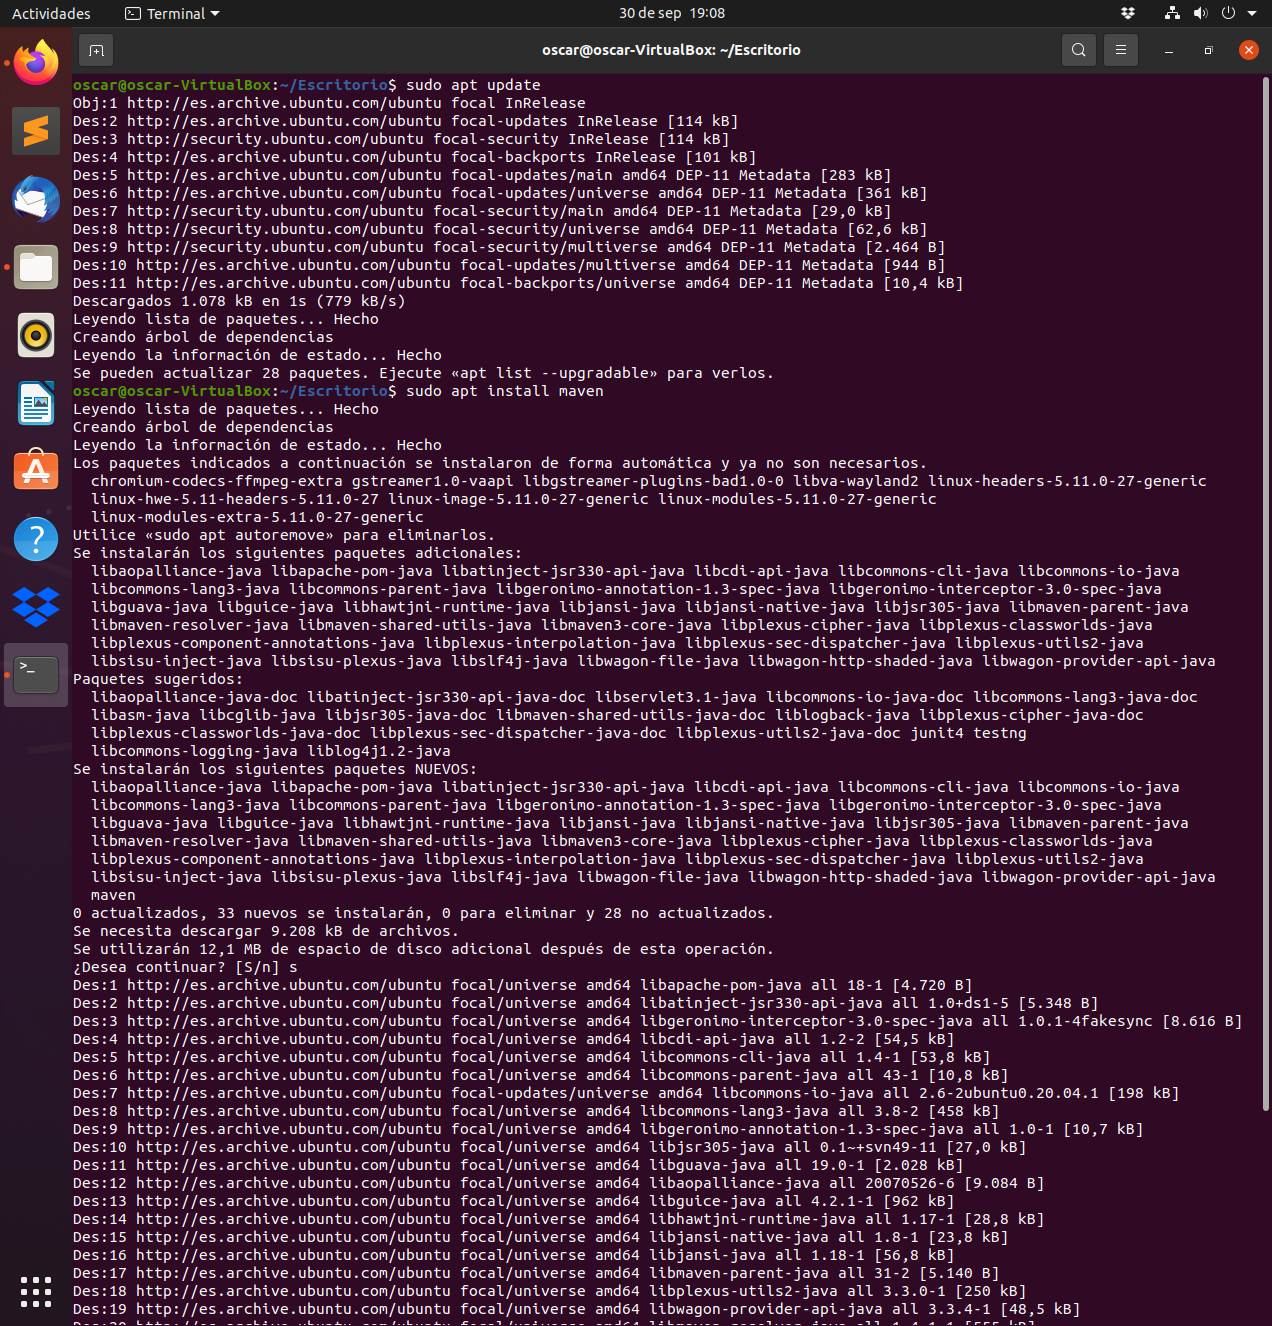 Actividades
Terminal
30 de sep 19:08
oscar@oscar-VirtualBox: ~/Escritorio
oscar@oscar-VirtualBox:~/Escritorio$ sudo apt update
Obj:1 http://es.archive.ubuntu.com/ubuntu focal InRelease
Des:2 http://es.archive.ubuntu.com/ubuntu focal-updates InRelease [114 kB]
Des:3 http://security.ubuntu.com/ubuntu focal-security InRelease [114 kB]
Des:4 http://es.archive.ubuntu.com/ubuntu focal-backports InRelease [101 kB]
Des:5 http://es.archive.ubuntu.com/ubuntu focal-updates/main amd64 DEP-11 Metadata [283 kB]
Des:6 http://es.archive.ubuntu.com/ubuntu focal-updates/universe amd64 DEP-11 Metadata [361 kB]
Des:7 http://security.ubuntu.com/ubuntu focal-security/main amd64 DEP-11 Metadata [29,0 kB]
Des:8 http://security.ubuntu.com/ubuntu focal-security/universe amd64 DEP-11 Metadata [62,6 kB]
Des:9 http://security.ubuntu.com/ubuntu focal-security/multiverse amd64 DEP-11 Metadata [2.464 B]
Des:10 http://es.archive.ubuntu.com/ubuntu focal-updates/multiverse amd64 DEP-11 Metadata [944 B]
Des:11 http://es.archive.ubuntu.com/ubuntu focal-backports/universe amd64 DEP-11 Metadata [10,4 kB]
Descargados 1.078 kB en 1s (779 kB/s)
Leyendo lista de paquetes... Hecho
Creando árbol de dependencias
Leyendo la información de estado... Hecho
Se pueden actualizar 28 paquetes. Ejecute «apt list --upgradable» para verlos.
oscar@oscar-VirtualBox:~/Escritorio$ sudo apt install maven
Leyendo lista de paquetes... Hecho
Creando árbol de dependencias
Leyendo la información de estado... Hecho
Los paquetes indicados a continuación se instalaron de forma automática y ya no son necesarios.
chromium-codecs-ffmpeg-extra gstreamer1.0-vaapi libgstreamer-plugins-bad1.0-0 libva-wayland2 linux-headers-5.11.0-27-generic
linux-hwe-5.11-headers-5.11.0-27 linux-image-5.11.0-27-generic linux-modules-5.11.0-27-generic
linux-modules-extra-5.11.0-27-generic
Utilice «sudo apt autoremove» para eliminarlos.
Se instalarán los siguientes paquetes adicionales:
libaopalliance-java libapache-pom-java libatinject-jsr330-api-java libcdi-api-java libcommons-cli-java libcommons-io-java
libcommons-lang3-java libcommons-parent-java libgeronimo-annotation-1.3-spec-java libgeronimo-interceptor-3.0-spec-java
libguava-java libguice-java libhawtjni-runtime-java libjansi-java libjansi-native-java libjsr305-java libmaven-parent-java
libmaven-resolver-java libmaven-shared-utils-java libmaven3-core-java libplexus-cipher-java libplexus-classworlds-java
libplexus-component-annotations-java libplexus-interpolation-java libplexus-sec-dispatcher-java libplexus-utils2-java
libsisu-inject-java libsisu-plexus-java libslf4j-java libwagon-file-java libwagon-http-shaded-java libwagon-provider-api-java
Paquetes sugeridos:
libaopalliance-java-doc libatinject-jsr330-api-java-doc libservlet3.1-java libcommons-io-java-doc libcommons-lang3-java-doc
libasm-java libcglib-java libjsr305-java-doc libmaven-shared-utils-java-doc liblogback-java libplexus-cipher-java-doc
libplexus-classworlds-java-doc libplexus-sec-dispatcher-java-doc libplexus-utils2-java-doc junit4 testng
libcommons-logging-java liblog4j1.2-java
Se instalarán los siguientes paquetes NUEVOS:
libaopalliance-java libapache-pom-java libatinject-jsr330-api-java libcdi-api-java libcommons-cli-java libcommons-io-java
libcommons-lang3-java libcommons-parent-java libgeronimo-annotation-1.3-spec-java libgeronimo-interceptor-3.0-spec-java
libguava-java libguice-java libhawtjni-runtime-java libjansi-java libjansi-native-java libjsr305-java libmaven-parent-java
libmaven-resolver-java libmaven-shared-utils-java libmaven3-core-java libplexus-cipher-java libplexus-classworlds-java
libplexus-component-annotations-java libplexus-interpolation-java libplexus-sec-dispatcher-java libplexus-utils2-java
libsisu-inject-java libsisu-plexus-java libslf4j-java libwagon-file-java libwagon-http-shaded-java libwagon-provider-api-java
maven
0 actualizados, 33 nuevos se instalarán, 0 para eliminar y 28 no actualizados.
Se necesita descargar 9.208 kB de archivos.
Se utilizarán 12,1 MB de espacio de disco adicional después de esta operación.
¿Desea continuar? [S/n] s
Des:1 http://es.archive.ubuntu.com/ubuntu focal/universe amd64 libapache-pom-java all 18-1 [4.720 B]
Des:2 http://es.archive.ubuntu.com/ubuntu focal/universe amd64 libatinject-jsr330-api-java all 1.0+ds1-5 [5.348 B]
Des:3 http://es.archive.ubuntu.com/ubuntu focal/universe amd64 libgeronimo-interceptor-3.0-spec-java all 1.0.1-4fakesync [8.616 B]
Des:4 http://es.archive.ubuntu.com/ubuntu focal/universe amd64 libcdi-api-java all 1.2-2 [54,5 kB]
Des:5 http://es.archive.ubuntu.com/ubuntu focal/universe amd64 libcommons-cli-java all 1.4-1 [53,8 kB]
Des:6 http://es.archive.ubuntu.com/ubuntu focal/universe amd64 libcommons-parent-java all 43-1 [10,8 kB]
Des:7 http://es.archive.ubuntu.com/ubuntu focal-updates/universe amd64 libcommons-io-java all 2.6-2ubuntu0.20.04.1 [198 kB]
Des:8 http://es.archive.ubuntu.com/ubuntu focal/universe amd64 libcommons-lang3-java all 3.8-2 [458 kB]
Des:9 http://es.archive.ubuntu.com/ubuntu focal/universe amd64 libgeronimo-annotation-1.3-spec-java all 1.0-1 [10,7 kB]
Des:10 http://es.archive.ubuntu.com/ubuntu focal/universe amd64 libjsr305-java all 0.1~+svn49-11 [27,0 kB]
Des:11 http://es.archive.ubuntu.com/ubuntu focal/universe amd64 libguava-java all 19.0-1 [2.028 kB]
Des:12 http://es.archive.ubuntu.com/ubuntu focal/universe amd64 libaopalliance-java all 20070526-6 [9.084 B]
Des:13 http://es.archive.ubuntu.com/ubuntu focal/universe amd64 libguice-java all 4.2.1-1 [962 kB]
Des:14 http://es.archive.ubuntu.com/ubuntu focal/universe amd64 libhawtjni-runtime-java all 1.17-1 [28,8 kB]
Des:15 http://es.archive.ubuntu.com/ubuntu focal/universe amd64 libjansi-native-java all 1.8-1 [23,8 kB]
Des:16 http://es.archive.ubuntu.com/ubuntu focal/universe amd64 libjansi-java all 1.18-1 [56,8 kB]
Des:17 http://es.archive.ubuntu.com/ubuntu focal/universe amd64 libmaven-parent-java all 31-2 [5.140 B]
Des:18 http://es.archive.ubuntu.com/ubuntu focal/universe amd64 libplexus-utils2-java all 3.3.0-1 [250 kB]
Des:19 http://es.archive.ubuntu.com/ubuntu focal/universe amd64 libwagon-provider-api-java all 3.3.4-1 [48,5 kB]